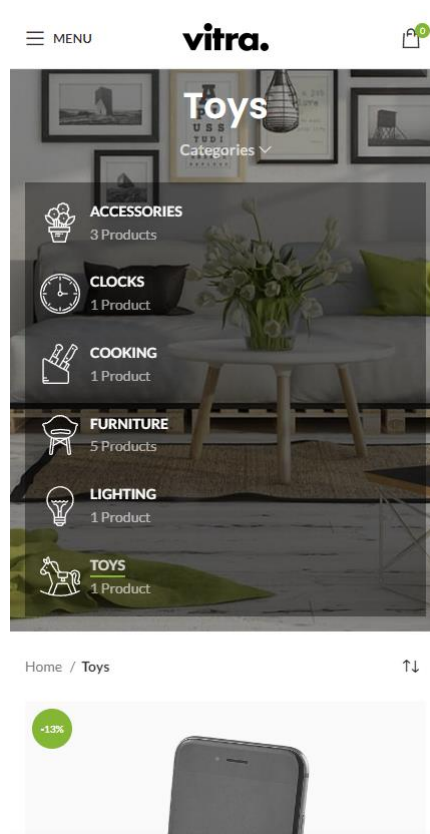 MENU
vitra.
0
Toys
Categories
ACCESSORIES
3 Products
CLOCKS
1 Product
COOKING
1 Product
FURNITURE
5 Products
LIGHTING
1 Product
TOYS
1 Product
Home / Toys
-13%